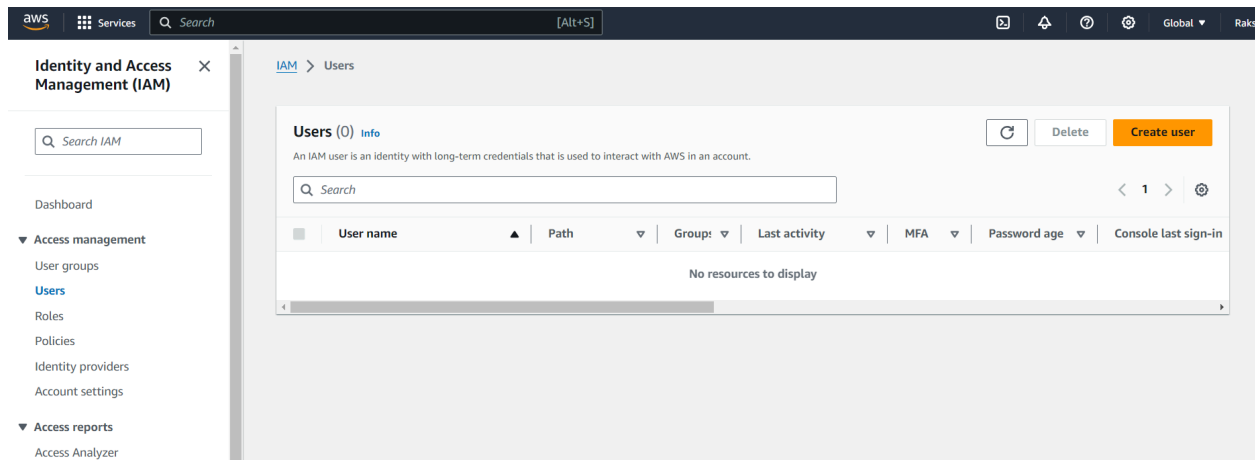 aws Services Search [Alt+S] Global Raks
Identity and Access
Management (IAM)
Search IAM
Dashboard
Access management
User groups
Users
Roles
Policies
Identity providers
Account settings
Access reports
Access Analyzer
IAM > Users
Users (0) Info
Delete
Create user
An IAM user is an identity with long-term credentials that is used to interact with AWS in an account.
Search
1
User name Path Groups Last activity MFA Password age Console last sign-in
No resources to display